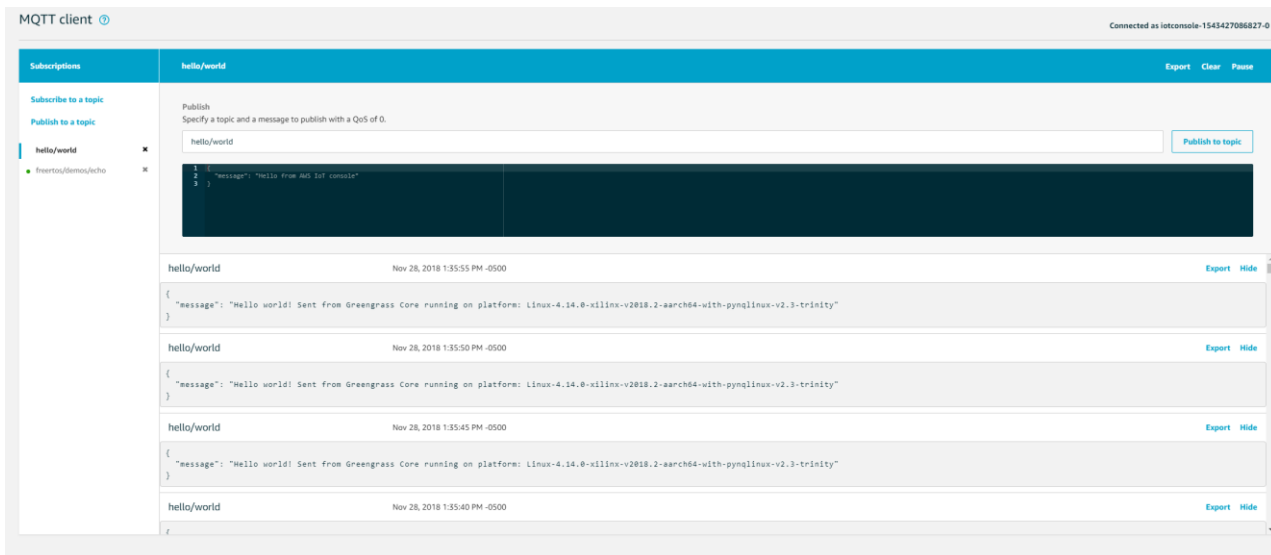 MQTT client ?
Connected as iotconsole-1543427086827-0
Subscriptions
hello/world
Export Clear Pause
Subscribe to a topic
Publish to a topic
hello/world ✖
freertos/demos/echo ✖
Publish
Specify a topic and a message to publish with a QoS of 0.
hello/world
Publish to topic
1 {
2 "message": "Hello from AWS IoT console"
3 }
hello/world Nov 28, 2018 1:35:55 PM -0500 Export Hide
{
"message": "Hello world! Sent from Greengrass Core running on platform: Linux-4.14.0-xilinx-v2018.2-aarch64-with-pynqlinux-v2.3-trinity"
}
hello/world Nov 28, 2018 1:35:50 PM -0500 Export Hide
{
"message": "Hello world! Sent from Greengrass Core running on platform: Linux-4.14.0-xilinx-v2018.2-aarch64-with-pynqlinux-v2.3-trinity"
}
hello/world Nov 28, 2018 1:35:45 PM -0500 Export Hide
{
"message": "Hello world! Sent from Greengrass Core running on platform: Linux-4.14.0-xilinx-v2018.2-aarch64-with-pynqlinux-v2.3-trinity"
}
hello/world Nov 28, 2018 1:35:40 PM -0500 Export Hide
{